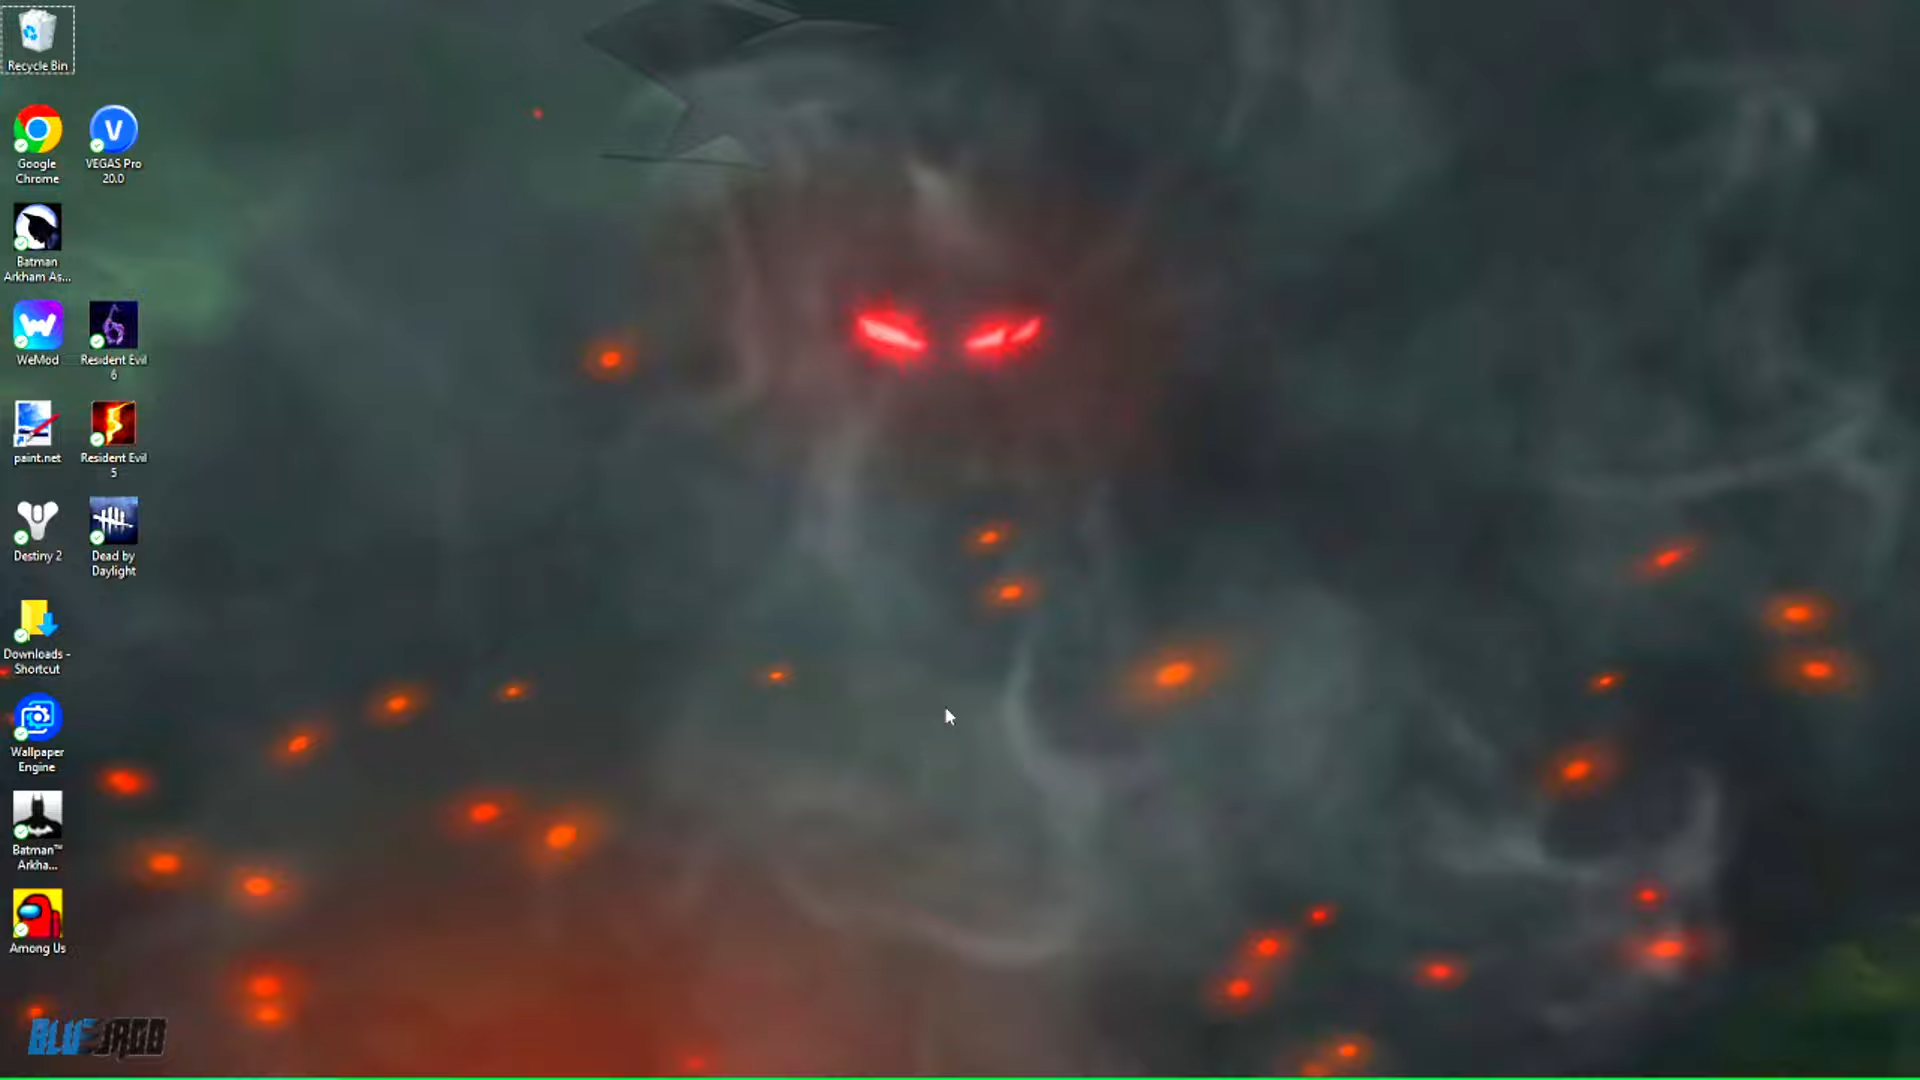 Recycle Bin
Google
Chrome
VEGAS Pro
20.0
Batman
Arkham As...
WeMod
Resident Evil
6
paint.net
Resident Evil
5
Destiny 2
Dead by
Daylight
Downloads -
Shortcut
Wallpaper
Engine
Batman™
Arkha...
Among Us